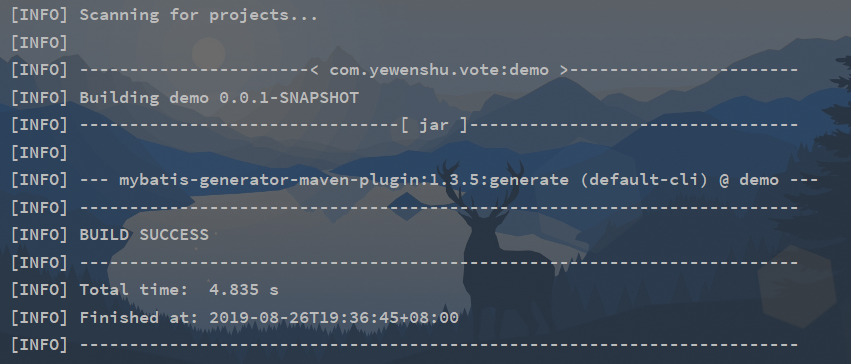 [INFO] Scanning for projects...
[INFO]
[INFO] -----------------------< com.yewenshu.vote:demo >-----------------------
[INFO] Building demo 0.0.1-SNAPSHOT
[INFO] --------------------------------[ jar ]---------------------------------
[INFO]
[INFO] --- mybatis-generator-maven-plugin:1.3.5:generate (default-cli) @ demo ---
[INFO] ------------------------------------------------------------------------
[INFO] BUILD SUCCESS
[INFO] ------------------------------------------------------------------------
[INFO] Total time:  4.835 s
[INFO] Finished at: 2019-08-26T19:36:45+08:00
[INFO] ------------------------------------------------------------------------